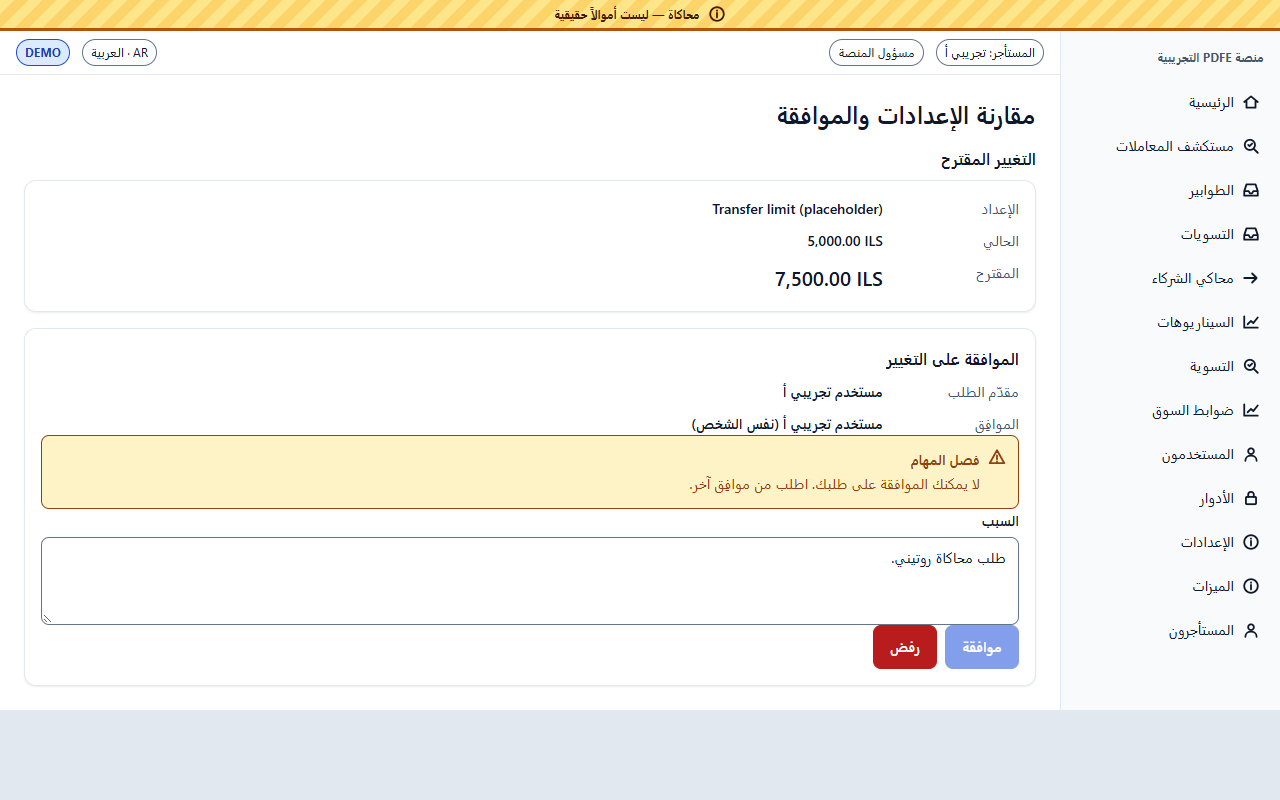 محاكاة — ليست أموالاً حقيقية
منصة PDFE التجريبية
الرئيسية
مستكشف المعاملات
الطوابير
التسويات
محاكي الشركاء
السيناريوهات
التسوية
ضوابط السوق
المستخدمون
الأدوار
الإعدادات
الميزات
المستأجرون
المستأجر: تجريبي أ
مسؤول المنصة
AR · العربية
DEMO
مقارنة الإعدادات والموافقة
التغيير المقترح
الإعداد Transfer limit (placeholder)
الحالي 5,000.00 ILS
المقترح 7,500.00 ILS
الموافقة على التغيير
مقدّم الطلب مستخدم تجريبي أ
الموافِق مستخدم تجريبي أ (نفس الشخص)
فصل المهام
لا يمكنك الموافقة على طلبك. اطلب من موافِق آخر.
السبب
طلب محاكاة روتيني.
موافقة
رفض